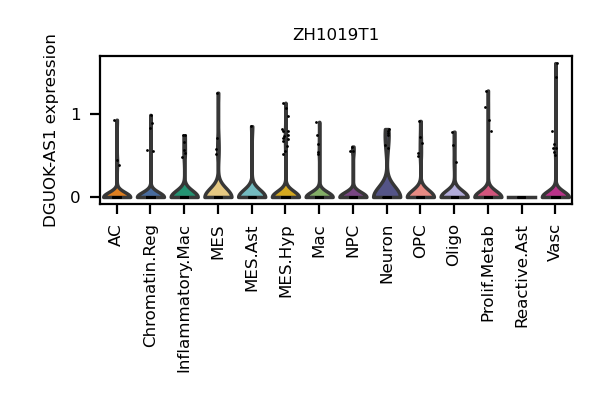 ZH1019T1
DGUOK-AS1 expression
1
0
AC
Chromatin.Reg
Inflammatory.Mac
MES
MES.Ast
MES.Hyp
Mac
NPC
Neuron
OPC
Oligo
Prolif.Metab
Reactive.Ast
Vasc